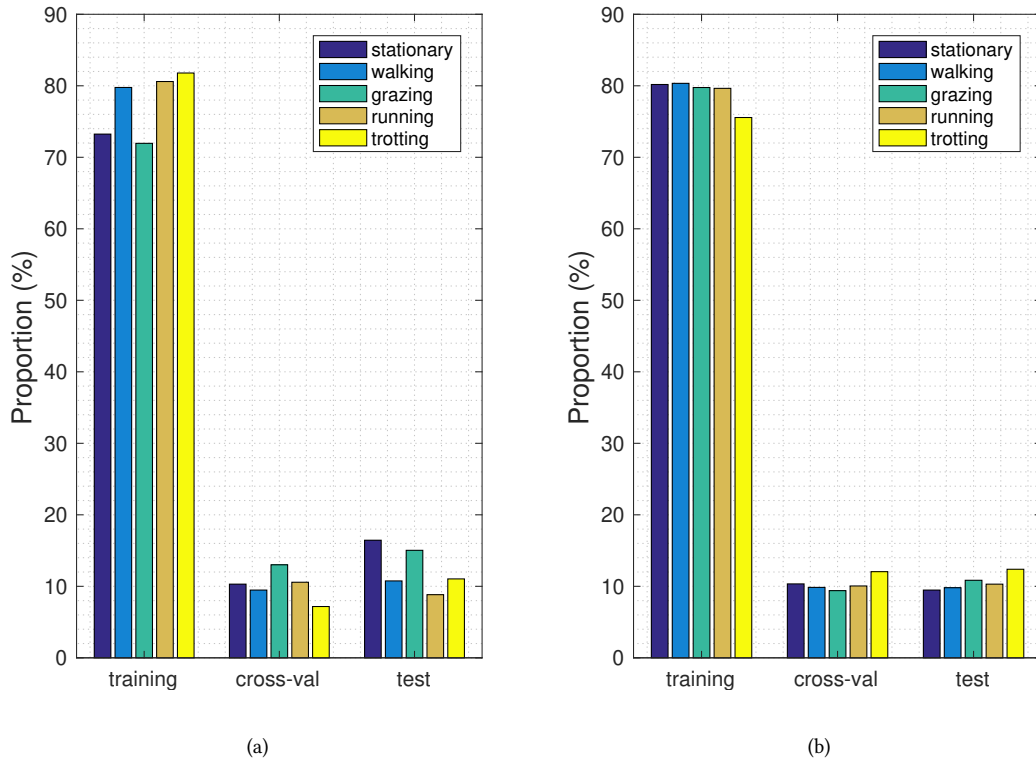 90
80
70
60
50
40
30
20
10
0
Proportion (%)
stationary
walking
grazing
running
trotting
training cross-val test
(a)
90
80
70
60
50
40
30
20
10
0
Proportion (%)
stationary
walking
grazing
running
trotting
training cross-val test
(b)